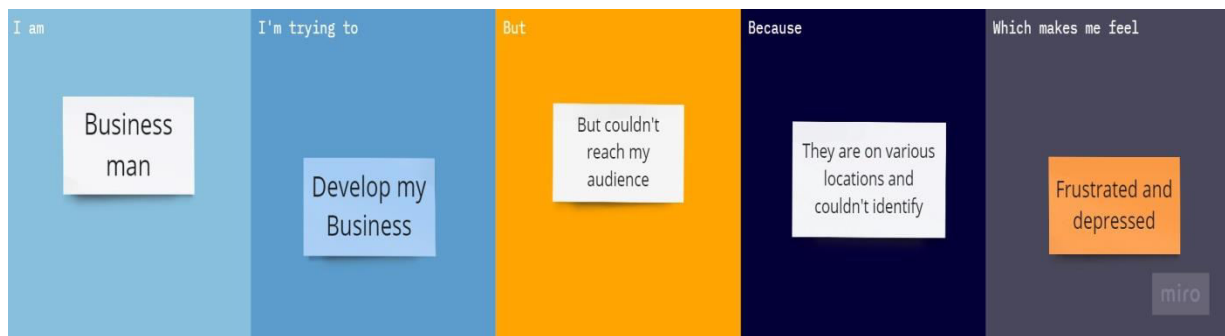 I am
Business
man
I'm trying to
Develop my
Business
But
But couldn't
reach my
audience
Because
They are on various
locations and
couldn't identify
Which makes me feel
Frustrated and
depressed
miro